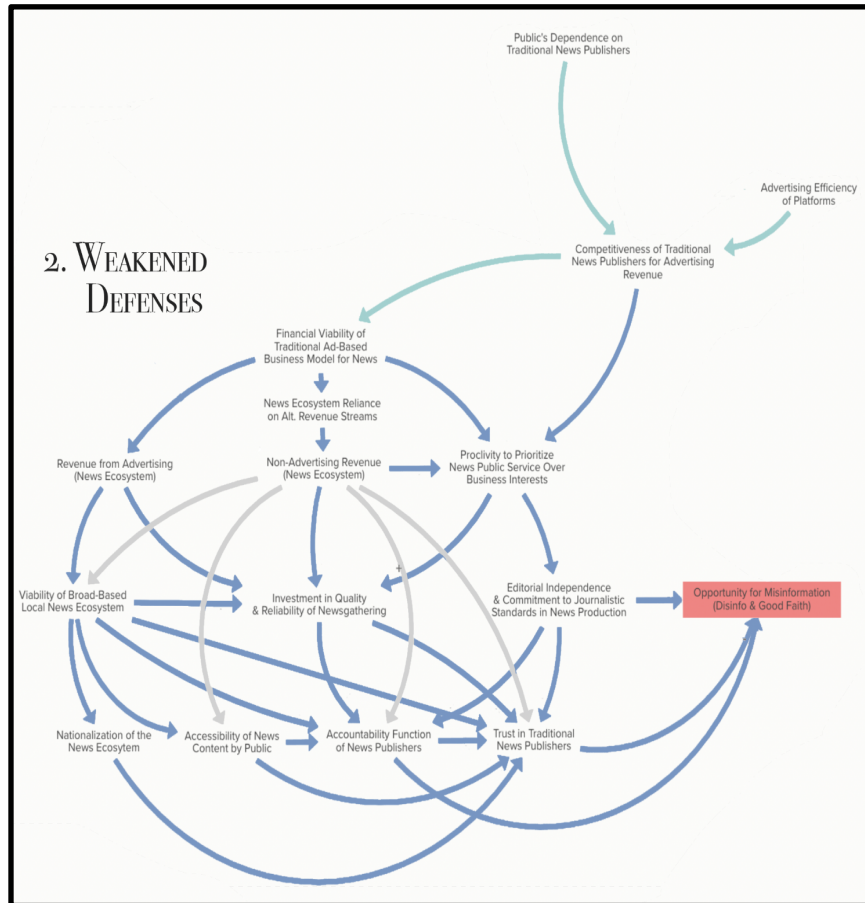 Public's Dependence on
Traditional News Publishers
Advertising Efficiency
of Platforms
2. Weakened
Defenses
Competitiveness of Traditional
News Publishers for Advertising
Revenue
Financial Viability of
Traditional Ad-Based
Business Model for News
News Ecosystem Reliance
on Alt. Revenue Streams
Revenue from Advertising
(News Ecosystem)
Non-Advertising Revenue
(News Ecosystem)
Proclivity to Prioritize
News Public Service Over
Business Interests
+
Viability of Broad-Based
Local News Ecosystem
Investment in Quality
& Reliability of Newsgathering
Editorial Independence
& Commitment to Journalistic
Standards in News Production
Opportunity for Misinformation
(Disinfo & Good Faith)
Nationalization of the
News Ecosytem
Accessibility of News
Content by Public
Accountability Function
of News Publishers
Trust in Traditional
News Publishers